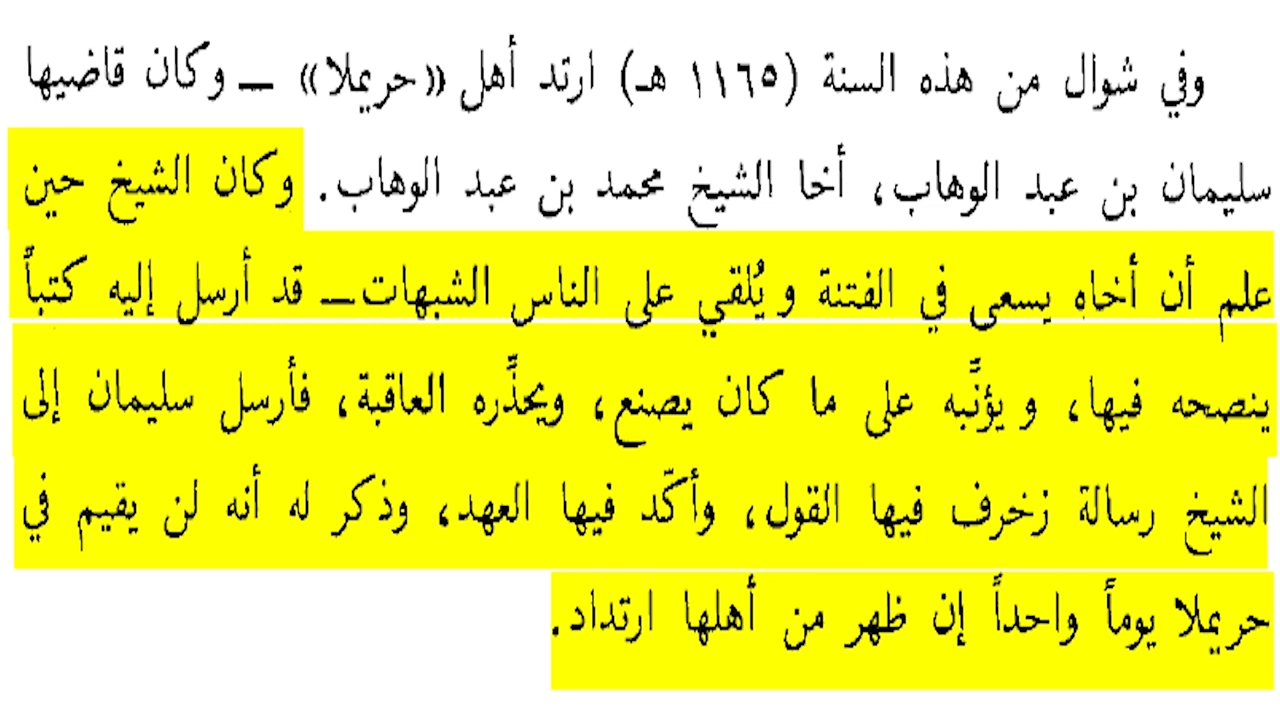 وفي شوال من هذه السنة (١١٦٥ هـ) ارتد أهل «حريملا» ــ وكان قاضيها
سليمان بن عبد الوهاب، أخا الشيخ محمد بن عبد الوهاب. وكان الشيخ حين
علم أن أخاه يسعى في الفتنة ويُلقي على الناس الشبهات ــ قد أرسل إليه كتباً
ينصحه فيها، ويؤنِّبه على ما كان يصنع، ويحذِّره العاقبة، فأرسل سليمان إلى
الشيخ رسالة زخرف فيها القول، وأكّد فيها العهد، وذكر له أنه لن يقيم في
حريملا يوماً واحداً إن ظهر من أهلها ارتداد.